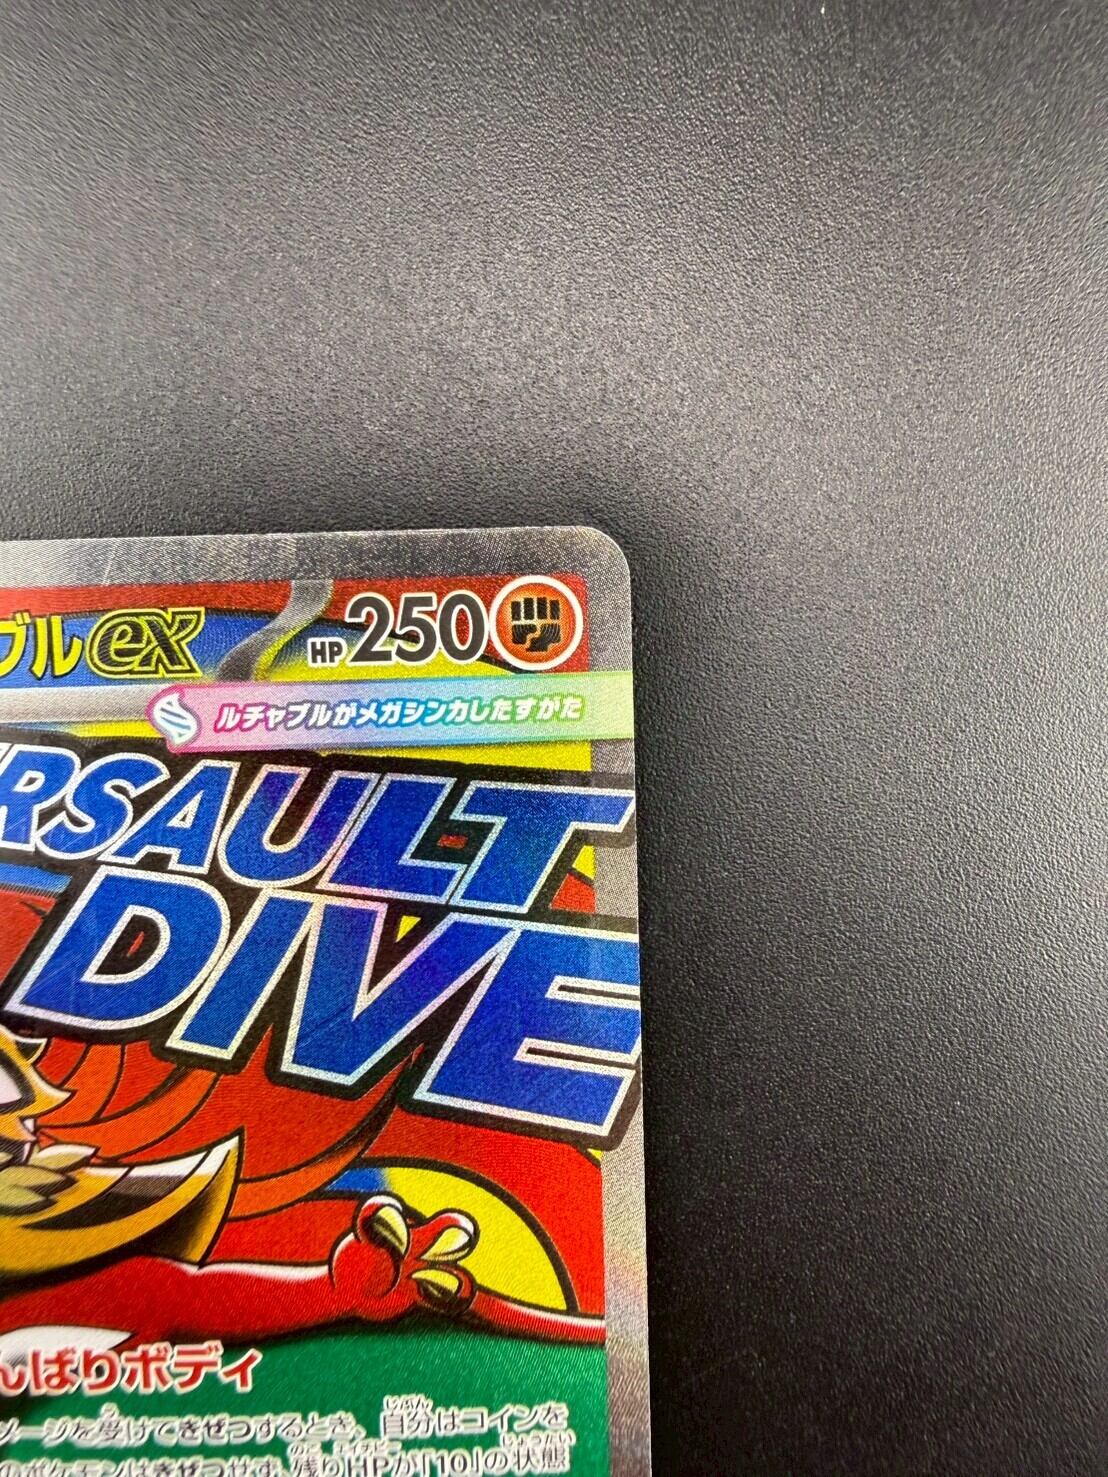 ブルex HP250
ルチャブルがメガシンカしたすがた
RSAULT
DIVE
んばりボディ
メージを受けてきぜつするとき、自分はコインを
ポケモンはきぜつせず、残りHPが「10」の状態